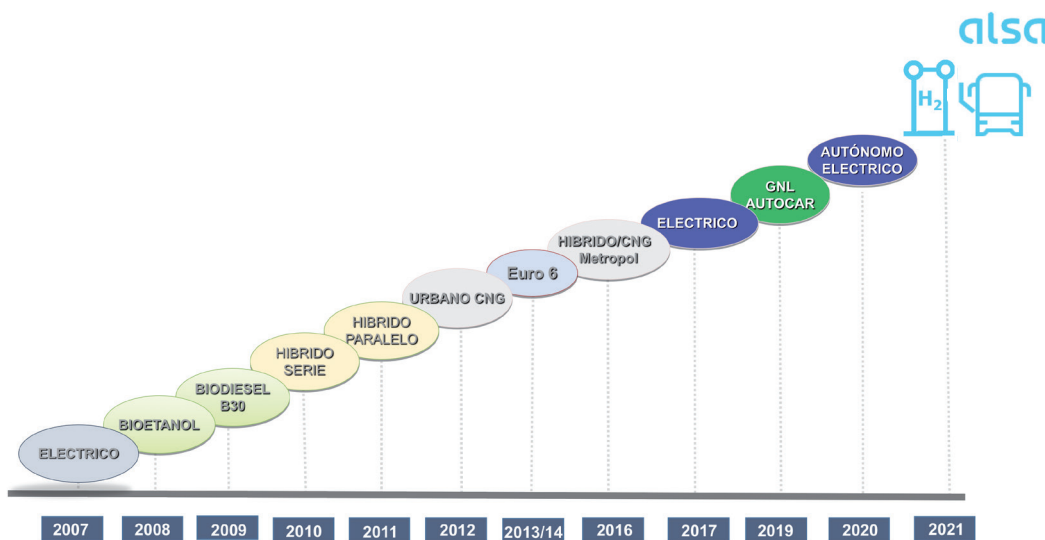 alsa
H₂
AUTÓNOMO
ELECTRICO
GNL
AUTOCAR
ELECTRICO
HIBRIDO/CNG
Metropol
Euro 6
URBANO CNG
HIBRIDO
PARALELO
HIBRIDO
SERIE
BIODIESEL
B30
BIOETANOL
ELECTRICO
2007 2008 2009 2010 2011 2012 2013/14 2016 2017 2019 2020 2021